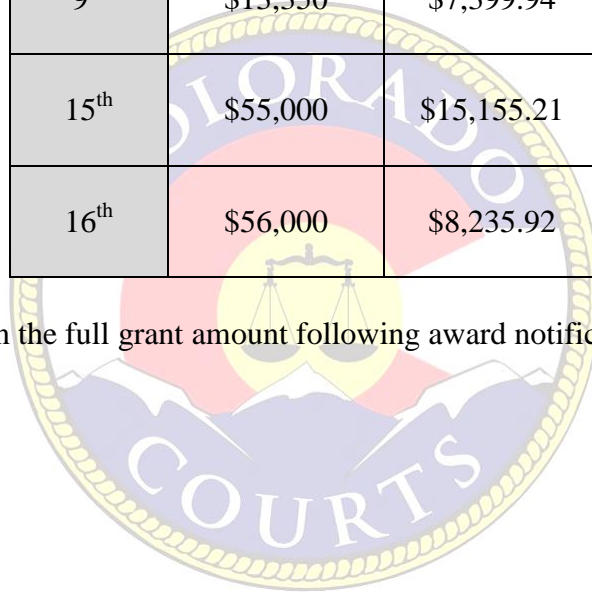 15th $55,000 $15,155.21
16th $56,000 $8,235.92
the full grant amount following award
COLORADO
COURTS